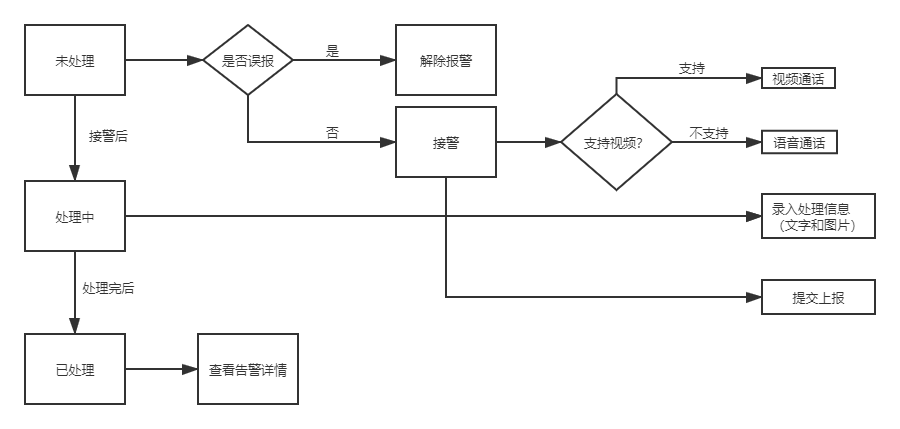 未处理
是否误报
是
解除报警
支持
视频通话
接警后
否
接警
支持视频?
不支持
语音通话
处理中
录入处理信息
（文字和图片）
处理完后
提交上报
已处理
查看告警详情